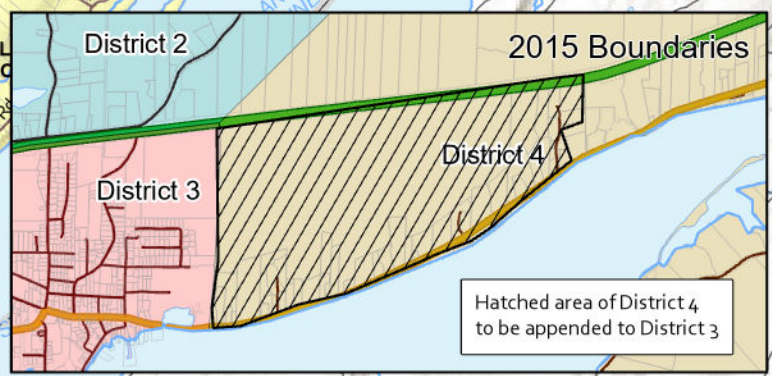 District 2
2015 Boundaries
Rd
District 4
District 3
Hatched area of District 4
to be appended to District 3